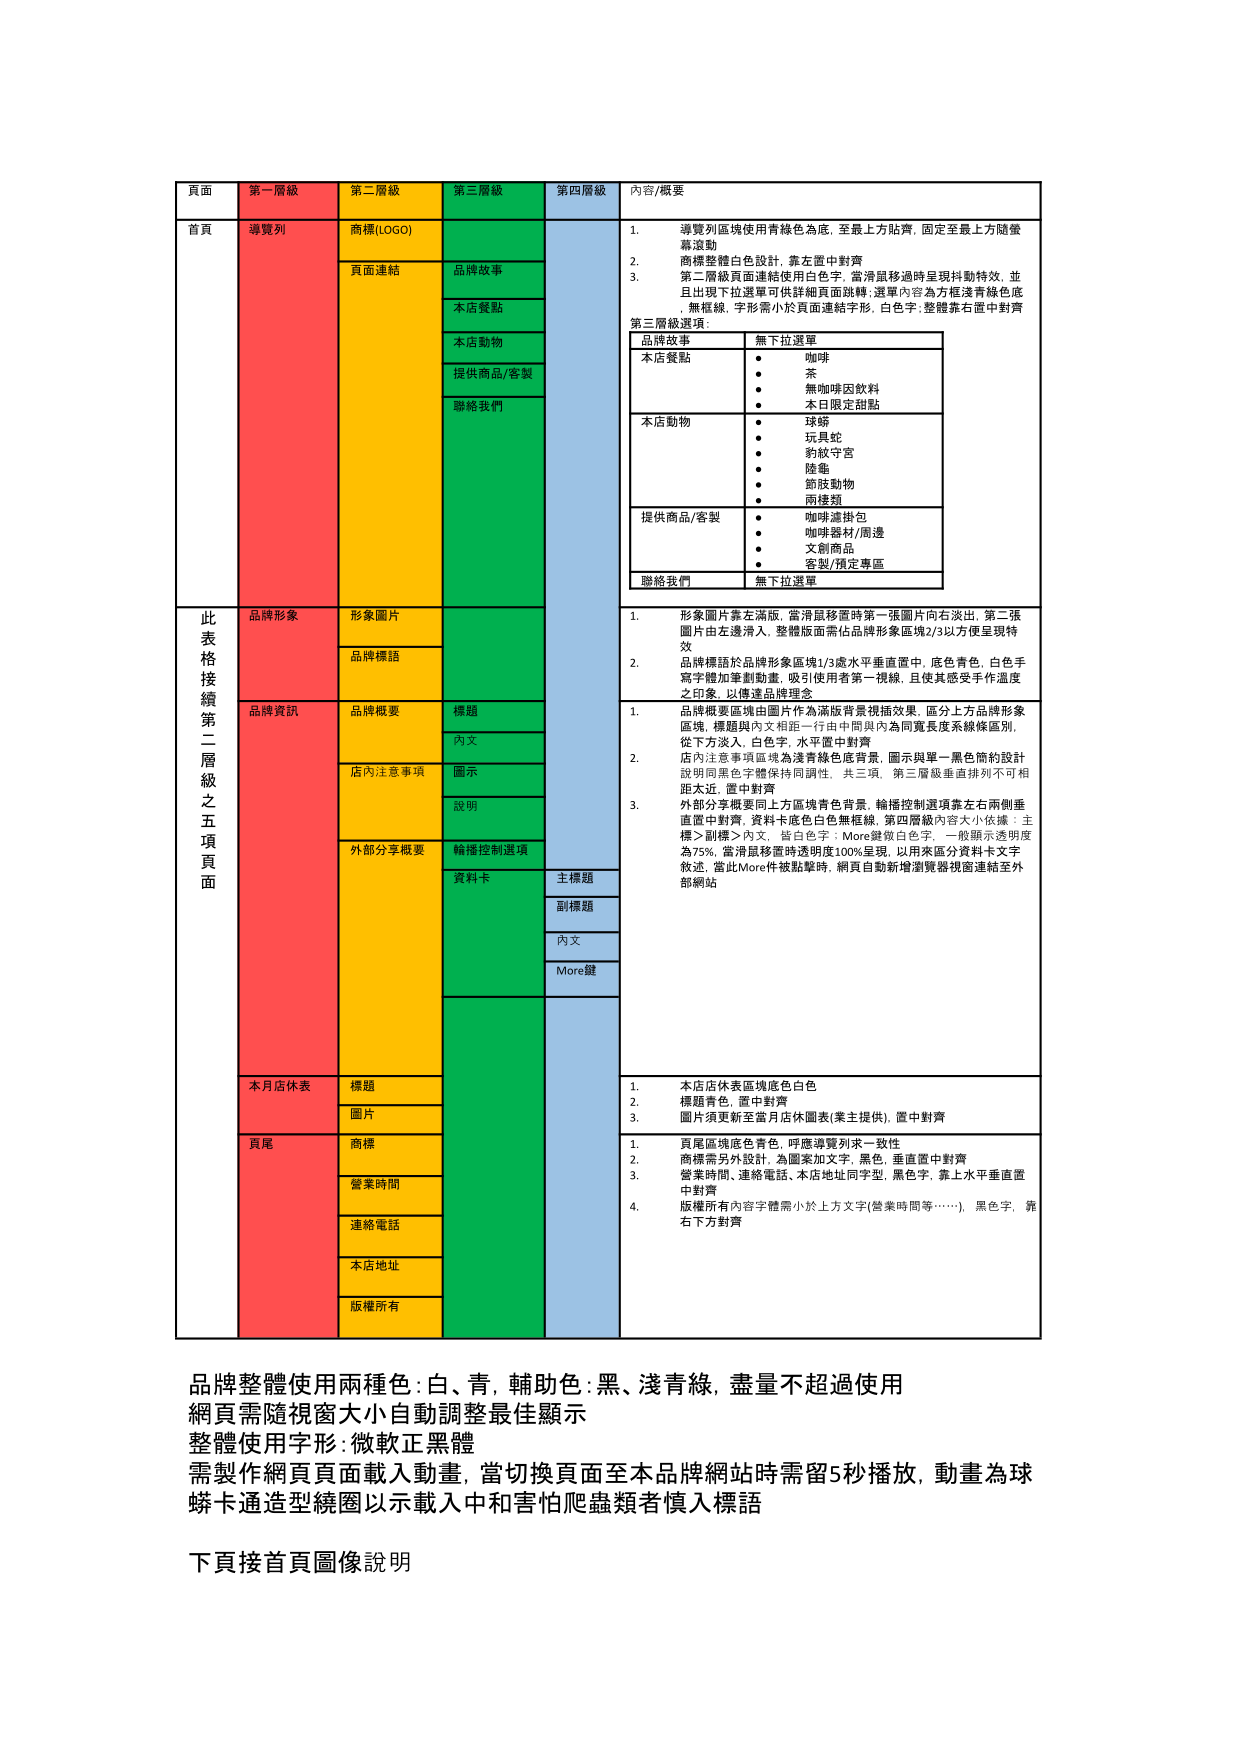 頁面 第一層級 第二層級 第三層級 第四層級 內容/概要
首頁 導覽列 商標(LOGO)
頁面連結 品牌故事
本店餐點
本店動物
提供商品/客製
聯絡我們
1. 導覽列區塊使用青綠色為底，至最上方貼齊，固定至最上方隨螢
幕滾動
2. 商標整體白色設計，靠左置中對齊
3. 第二層級頁面連結使用白色字，當滑鼠移過時呈現抖動特效，並
且出現下拉選單可供詳細頁面跳轉；選單內容為方框淺青綠色底
，無框線，字形需小於頁面連結字形，白色字；整體靠右置中對齊
第三層級選項：
品牌故事 無下拉選單
本店餐點 ● 咖啡
● 茶
● 無咖啡因飲料
● 本日限定甜點
本店動物 ● 球蟒
● 玩具蛇
● 豹紋守宮
● 陸龜
● 節肢動物
● 兩棲類
提供商品/客製 ● 咖啡濾掛包
● 咖啡器材/周邊
● 文創商品
● 客製/預定專區
聯絡我們 無下拉選單
此
表
格
接
續
第
二
層
級
之
五
項
頁
面
品牌形象 形象圖片
品牌標語
1. 形象圖片靠左滿版，當滑鼠移置時第一張圖片向右淡出，第二張
圖片由左邊滑入，整體版面需佔品牌形象區塊2/3以方便呈現特
效
2. 品牌標語於品牌形象區塊1/3處水平垂直置中，底色青色，白色手
寫字體加筆劃動畫，吸引使用者第一視線，且使其感受手作溫度
之印象，以傳達品牌理念
品牌資訊 品牌概要 標題
內文
店內注意事項 圖示
說明
外部分享概要 輪播控制選項
資料卡 主標題
副標題
內文
More鍵
1. 品牌概要區塊由圖片作為滿版背景視插效果，區分上方品牌形象
區塊，標題與內文相距一行由中間與內為同寬長度系線條區別，
從下方淡入，白色字，水平置中對齊
2. 店內注意事項區塊為淺青綠色底背景，圖示與單一黑色簡約設計
說明同黑色字體保持同調性，共三項，第三層級垂直排列不可相
距太近，置中對齊
3. 外部分享概要同上方區塊青色背景，輪播控制選項靠左右兩側垂
直置中對齊，資料卡底色白色無框線，第四層級內容大小依據：主
標＞副標＞內文，皆白色字；More鍵做白色字，一般顯示透明度
為75%，當滑鼠移置時透明度100%呈現，以用來區分資料卡文字
敘述，當此More件被點擊時，網頁自動新增瀏覽器視窗連結至外
部網站
本月店休表 標題
圖片
1. 本店店休表區塊底色白色
2. 標題青色，置中對齊
3. 圖片須更新至當月店休圖表(業主提供)，置中對齊
頁尾 商標
營業時間
連絡電話
本店地址
版權所有
1. 頁尾區塊底色青色，呼應導覽列求一致性
2. 商標需另外設計，為圖案加文字，黑色，垂直置中對齊
3. 營業時間、連絡電話、本店地址同字型，黑色字，靠上水平垂直置
中對齊
4. 版權所有內容字體需小於上方文字(營業時間等……)，黑色字，靠
右下方對齊
品牌整體使用兩種色：白、青，輔助色：黑、淺青綠，盡量不超過使用
網頁需隨視窗大小自動調整最佳顯示
整體使用字形：微軟正黑體
需製作網頁頁面載入動畫，當切換頁面至本品牌網站時需留5秒播放，動畫為球
蟒卡通造型繞圈以示載入中和害怕爬蟲類者慎入標語
下頁接首頁圖像說明